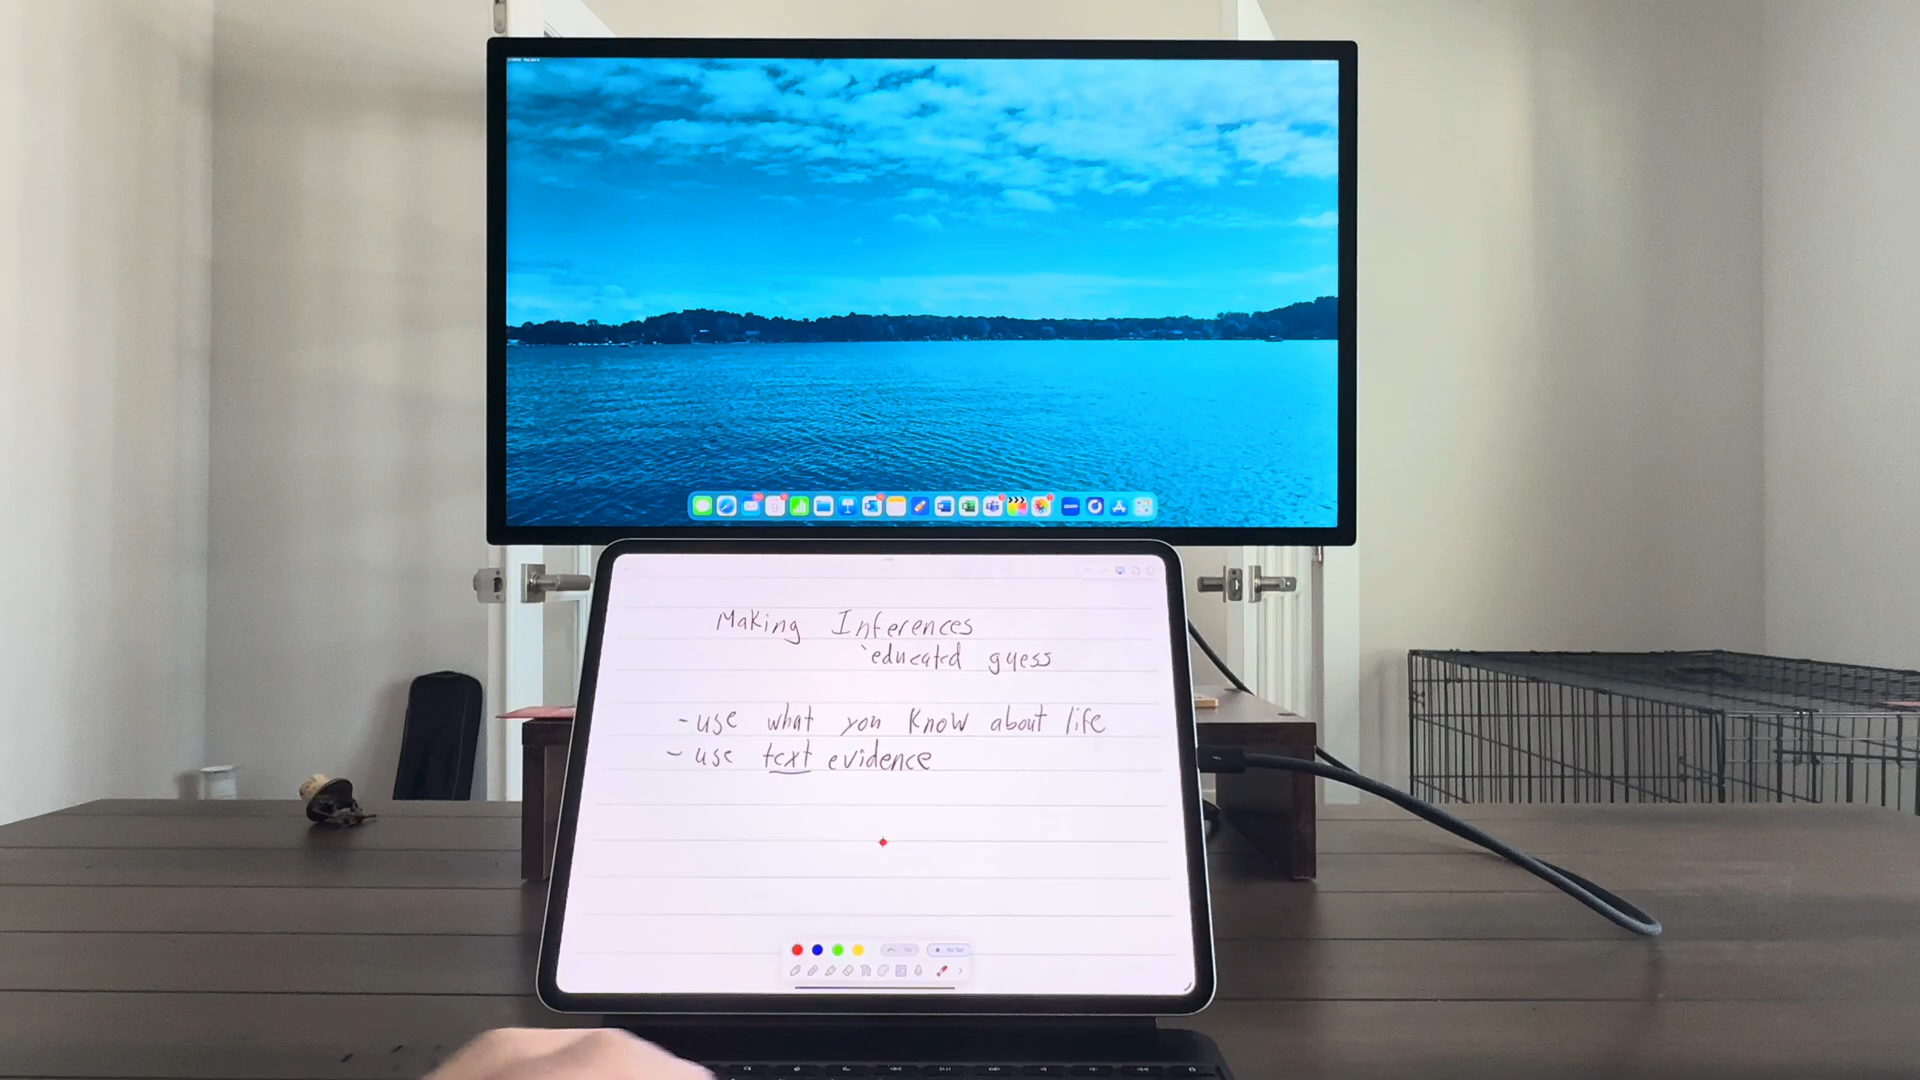 Making Inferences
educated guess
- use what you know about life
- use text evidence